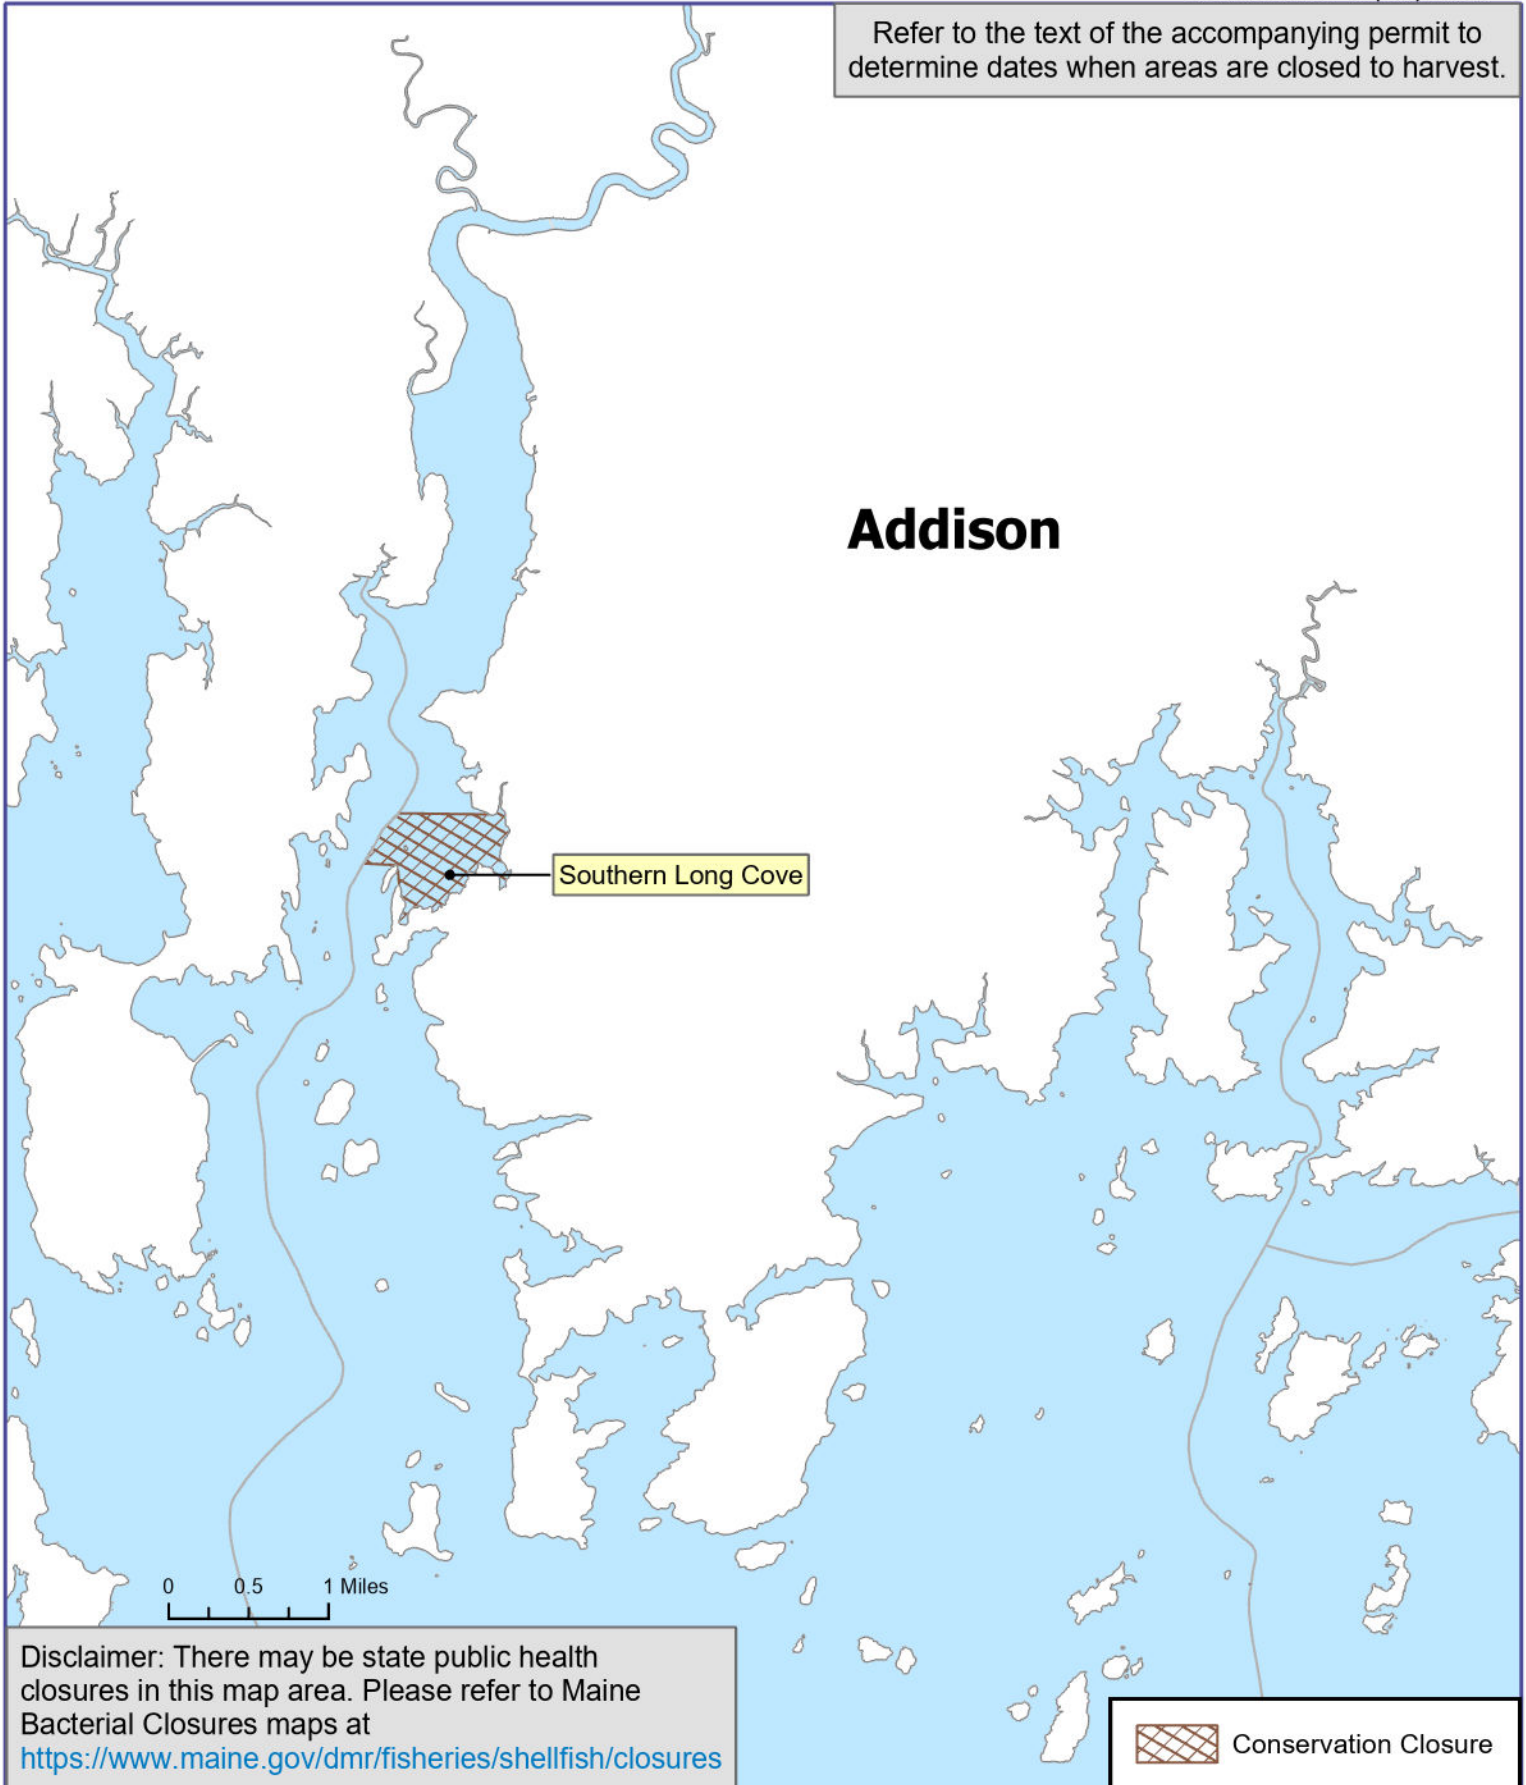 Refer to the text of the accompanying permit to
determine dates when areas are closed to harvest.
Addison
Southern Long Cove
0 0.5 1 Miles
Disclaimer: There may be state public health
closures in this map area. Please refer to Maine
Bacterial Closures maps at
https://www.maine.gov/dmr/fisheries/shellfish/closures
Conservation Closure